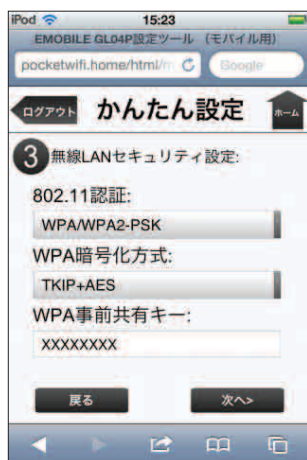 iPod 15:23
EMOBILE GL04P設定ツール (モバイル用)
pocketwifi.home/html/m Google
ログアウト かんたん設定 ホーム
3 無線LANセキュリティ設定:
802.11認証:
WPA/WPA2-PSK
WPA暗号化方式:
TKIP+AES
WPA事前共有キー:
XXXXXXXX
戻る 次へ>